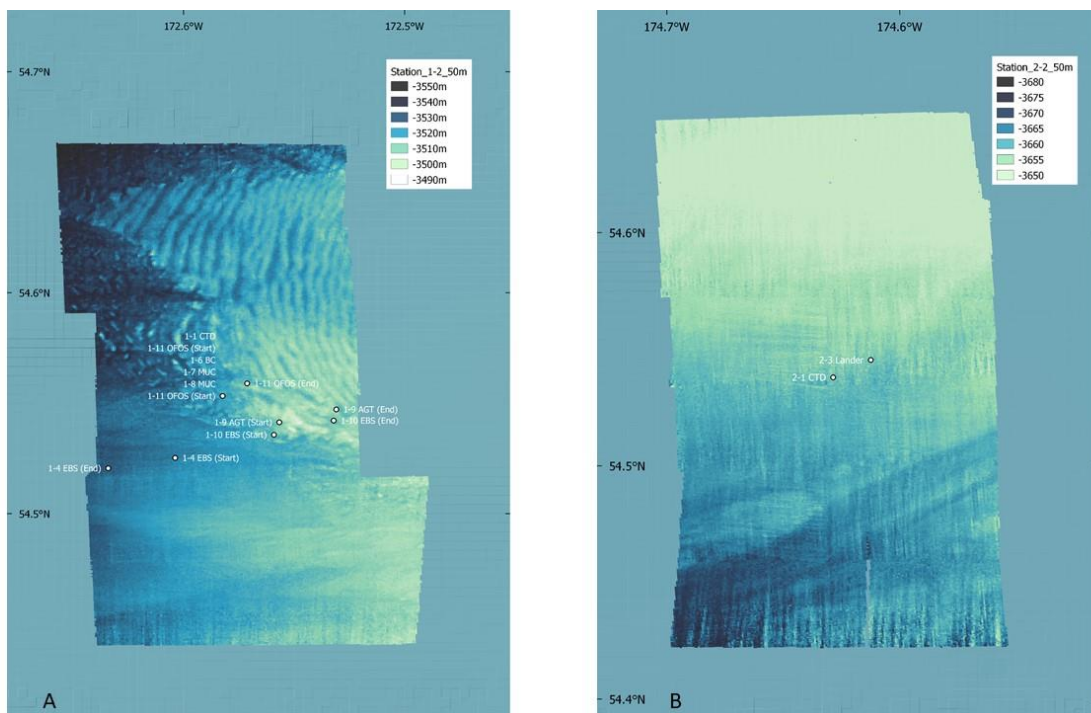 172.6°W
172.5°W
54.7°N
54.6°N
54.5°N
Station_1-2_50m
-3550m
-3540m
-3530m
-3520m
-3510m
-3500m
-3490m
1-1 CTD
1-11 OFOS (Start)
1-6 BC
1-7 MUC
1-8 MUC
1-11 OFOS (Start)
1-11 OFOS (End)
1-9 AGT (Start)
1-10 EBS (Start)
1-9 AGT (End)
1-10 EBS (End)
1-4 EBS (End)
1-4 EBS (Start)
A
174.7°W
174.6°W
54.6°N
54.5°N
54.4°N
Station_2-2_50m
-3680
-3675
-3670
-3665
-3660
-3655
-3650
2-3 Lander
2-1 CTD
B